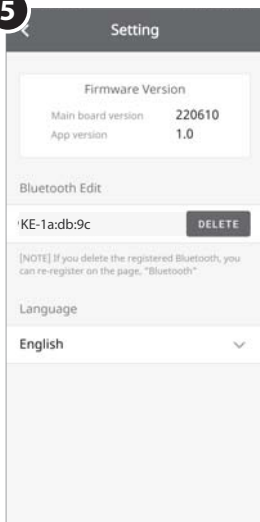 5
Setting
Firmware Version
Main board version 220610
App version 1.0
Bluetooth Edit
KE-1a:db:9c DELETE
[NOTE] If you delete the registered Bluetooth, you
can re-register on the page, "Bluetooth"
Language
English